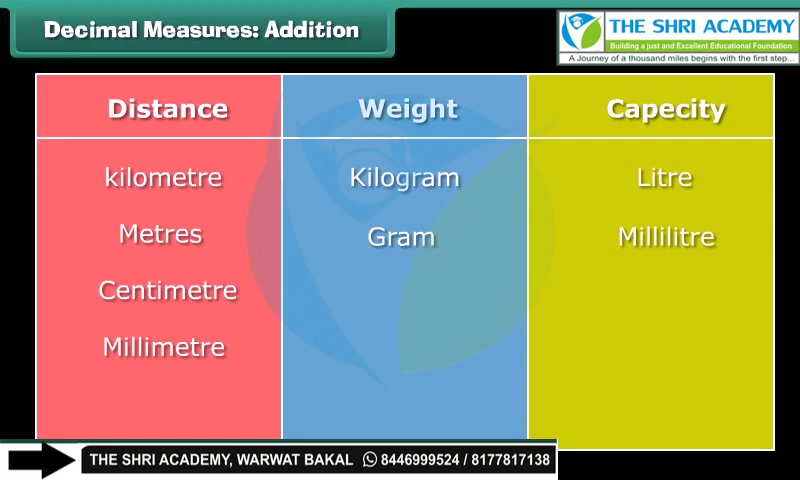 Decimal Measures: Addition
THE SHRI ACADEMY
Building a just and Excellent Educational Foundation
A Journey of a thousand miles begins with the first step...
Distance Weight Capecity
kilometre Kilogram Litre
Metres Gram Millilitre
Centimetre
Millimetre
THE SHRI ACADEMY, WARWAT BAKAL 8446999524 / 8177817138